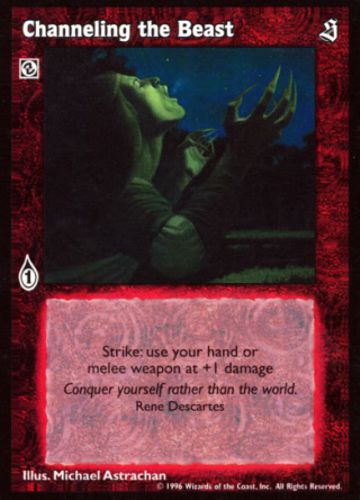 Channeling the Beast
1
Strike: use your hand or
melee weapon at +1 damage
Conquer yourself rather than the world.
Rene Descartes
Illus. Michael Astrachan
© 1996 Wizards of the Coast, Inc. All Rights Reserved.